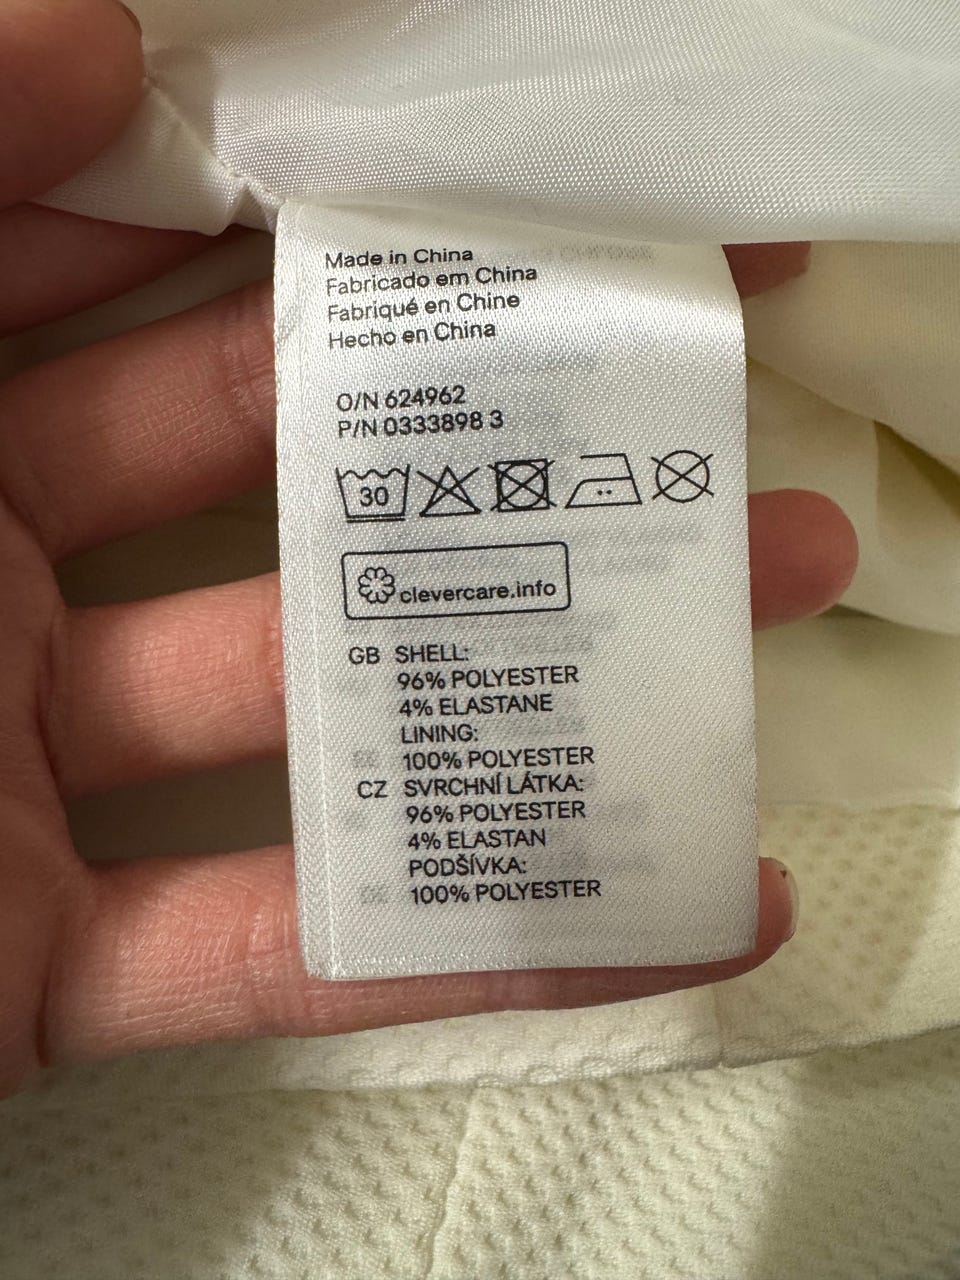 Made in China
Fabricado em China
Fabriqué en Chine
Hecho en China
O/N 624962
P/N 0333898 3
30
clevercare.info
GB SHELL:
96% POLYESTER
4% ELASTANE
LINING:
100% POLYESTER
CZ SVRCHNÍ LÁTKA:
96% POLYESTER
4% ELASTAN
PODŠÍVKA:
100% POLYESTER